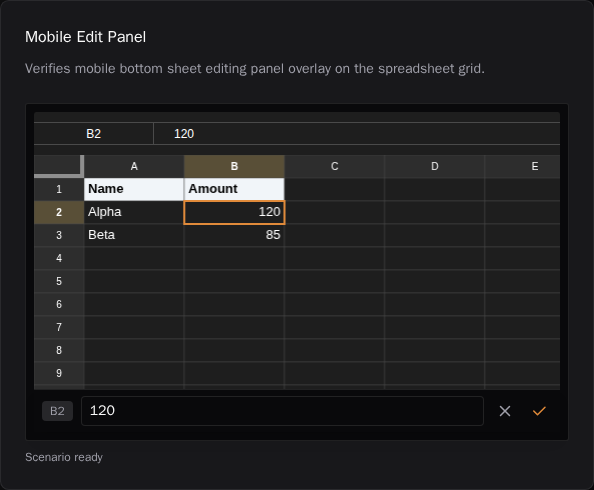 Mobile Edit Panel
Verifies mobile bottom sheet editing panel overlay on the spreadsheet grid.
B2 120
A B C D E
1 Name Amount
2 Alpha 120
3 Beta 85
4
5
6
7
8
9
B2 120
Scenario ready